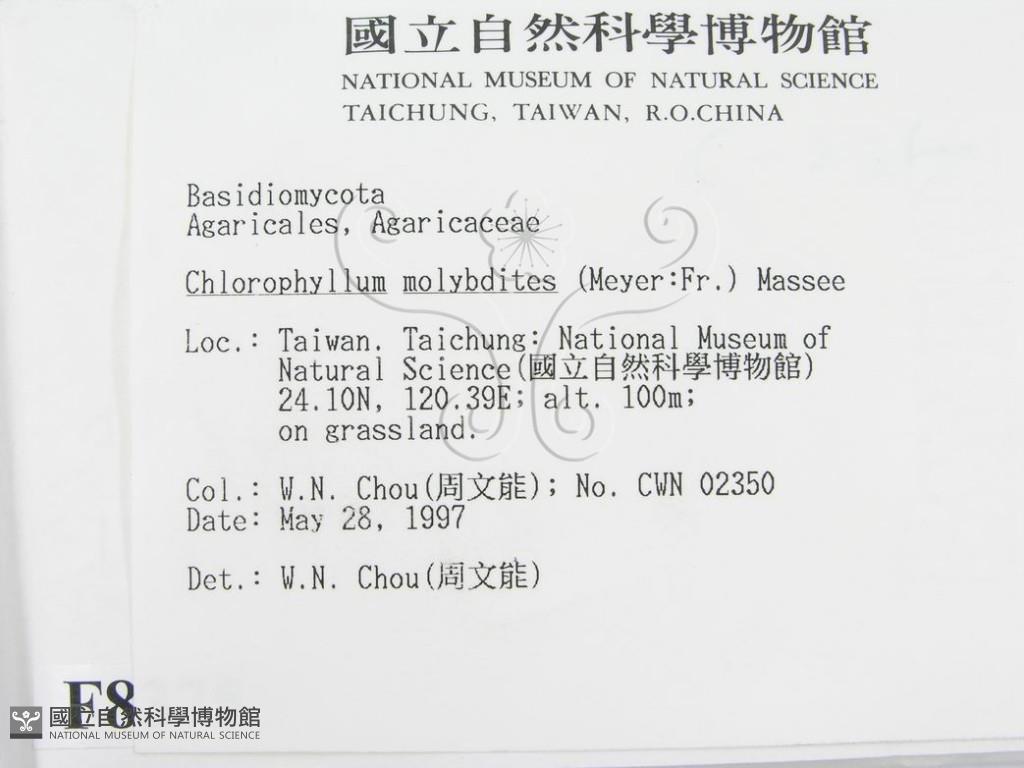 國立自然科學博物館
NATIONAL MUSEUM OF NATURAL SCIENCE
TAICHUNG, TAIWAN, R.O.CHINA
Basidiomycota
Agaricales, Agaricaceae
Chlorophyllum molybdites (Meyer:Fr.) Massee
Loc.: Taiwan. Taichung: National Museum of
Natural Science(國立自然科學博物館)
24.10N, 120.39E; alt. 100m;
on grassland.
Col.: W.N. Chou(周文能); No. CWN 02350
Date: May 28, 1997
Det.: W.N. Chou(周文能)
F8
國立自然科學博物館
NATIONAL MUSEUM OF NATURAL SCIENCE